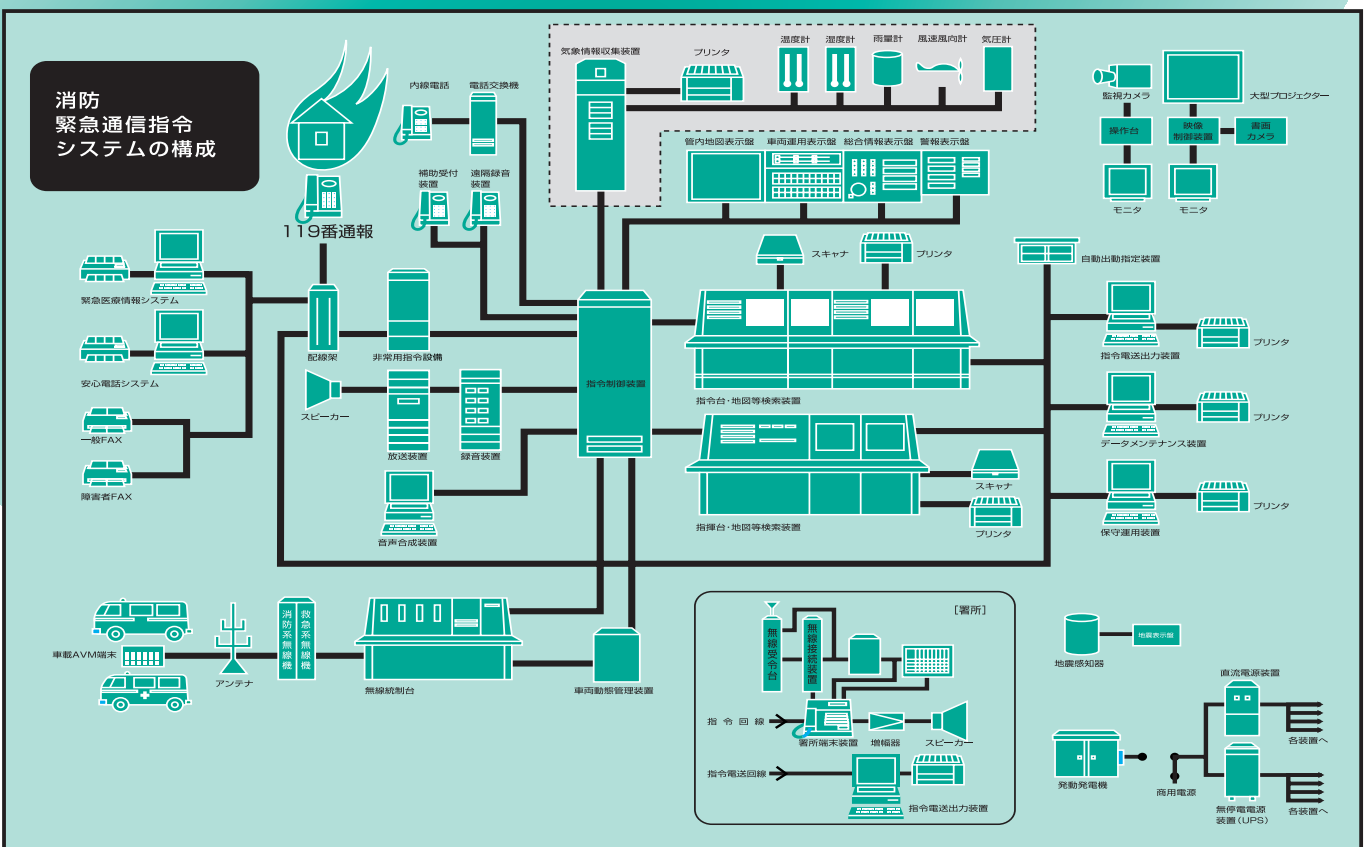 消防
緊急通信指令
システムの構成
119番通報
内線電話
電話交換機
補助受付
装置
遠隔録音
装置
気象情報収集装置
プリンタ
温度計
湿度計
雨量計
風速風向計
気圧計
管内地図表示盤
車両運用表示盤
総合情報表示盤
警報表示盤
監視カメラ
操作台
モニタ
大型プロジェクター
映像
制御装置
書画
カメラ
モニタ
緊急医療情報システム
安心電話システム
一般FAX
障害者FAX
配線架
非常用指令設備
スピーカー
放送装置
録音装置
音声合成装置
指令制御装置
スキャナ
プリンタ
指令台・地図等検索装置
指揮台・地図等検索装置
スキャナ
プリンタ
自動出動指定装置
指令電送出力装置
プリンタ
データメンテナンス装置
プリンタ
保守運用装置
プリンタ
車載AVM端末
アンテナ
消防系無線機
救急系無線機
無線統制台
車両動態管理装置
[署所]
無線受令台
無線接続装置
指令回線
署所端末装置
増幅器
スピーカー
指令電送回線
指令電送出力装置
地震感知器
地震表示盤
直流電源装置
各装置へ
発動発電機
商用電源
無停電電源
装置(UPS)
各装置へ